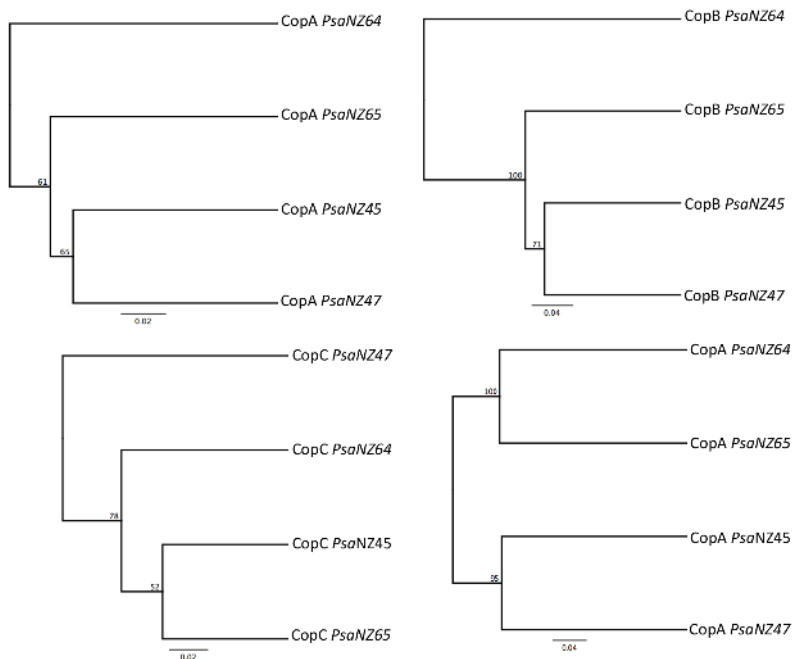 CopA PsaNZ64
CopA PsaNZ65
61
CopA PsaNZ45
65
CopA PsaNZ47
0.02
CopB PsaNZ64
CopB PsaNZ65
100
CopB PsaNZ45
71
CopB PsaNZ47
0.04
CopC PsaNZ47
CopC PsaNZ64
78
CopC PsaNZ45
52
CopC PsaNZ65
0.02
CopA PsaNZ64
100
CopA PsaNZ65
CopA PsaNZ45
95
CopA PsaNZ47
0.04